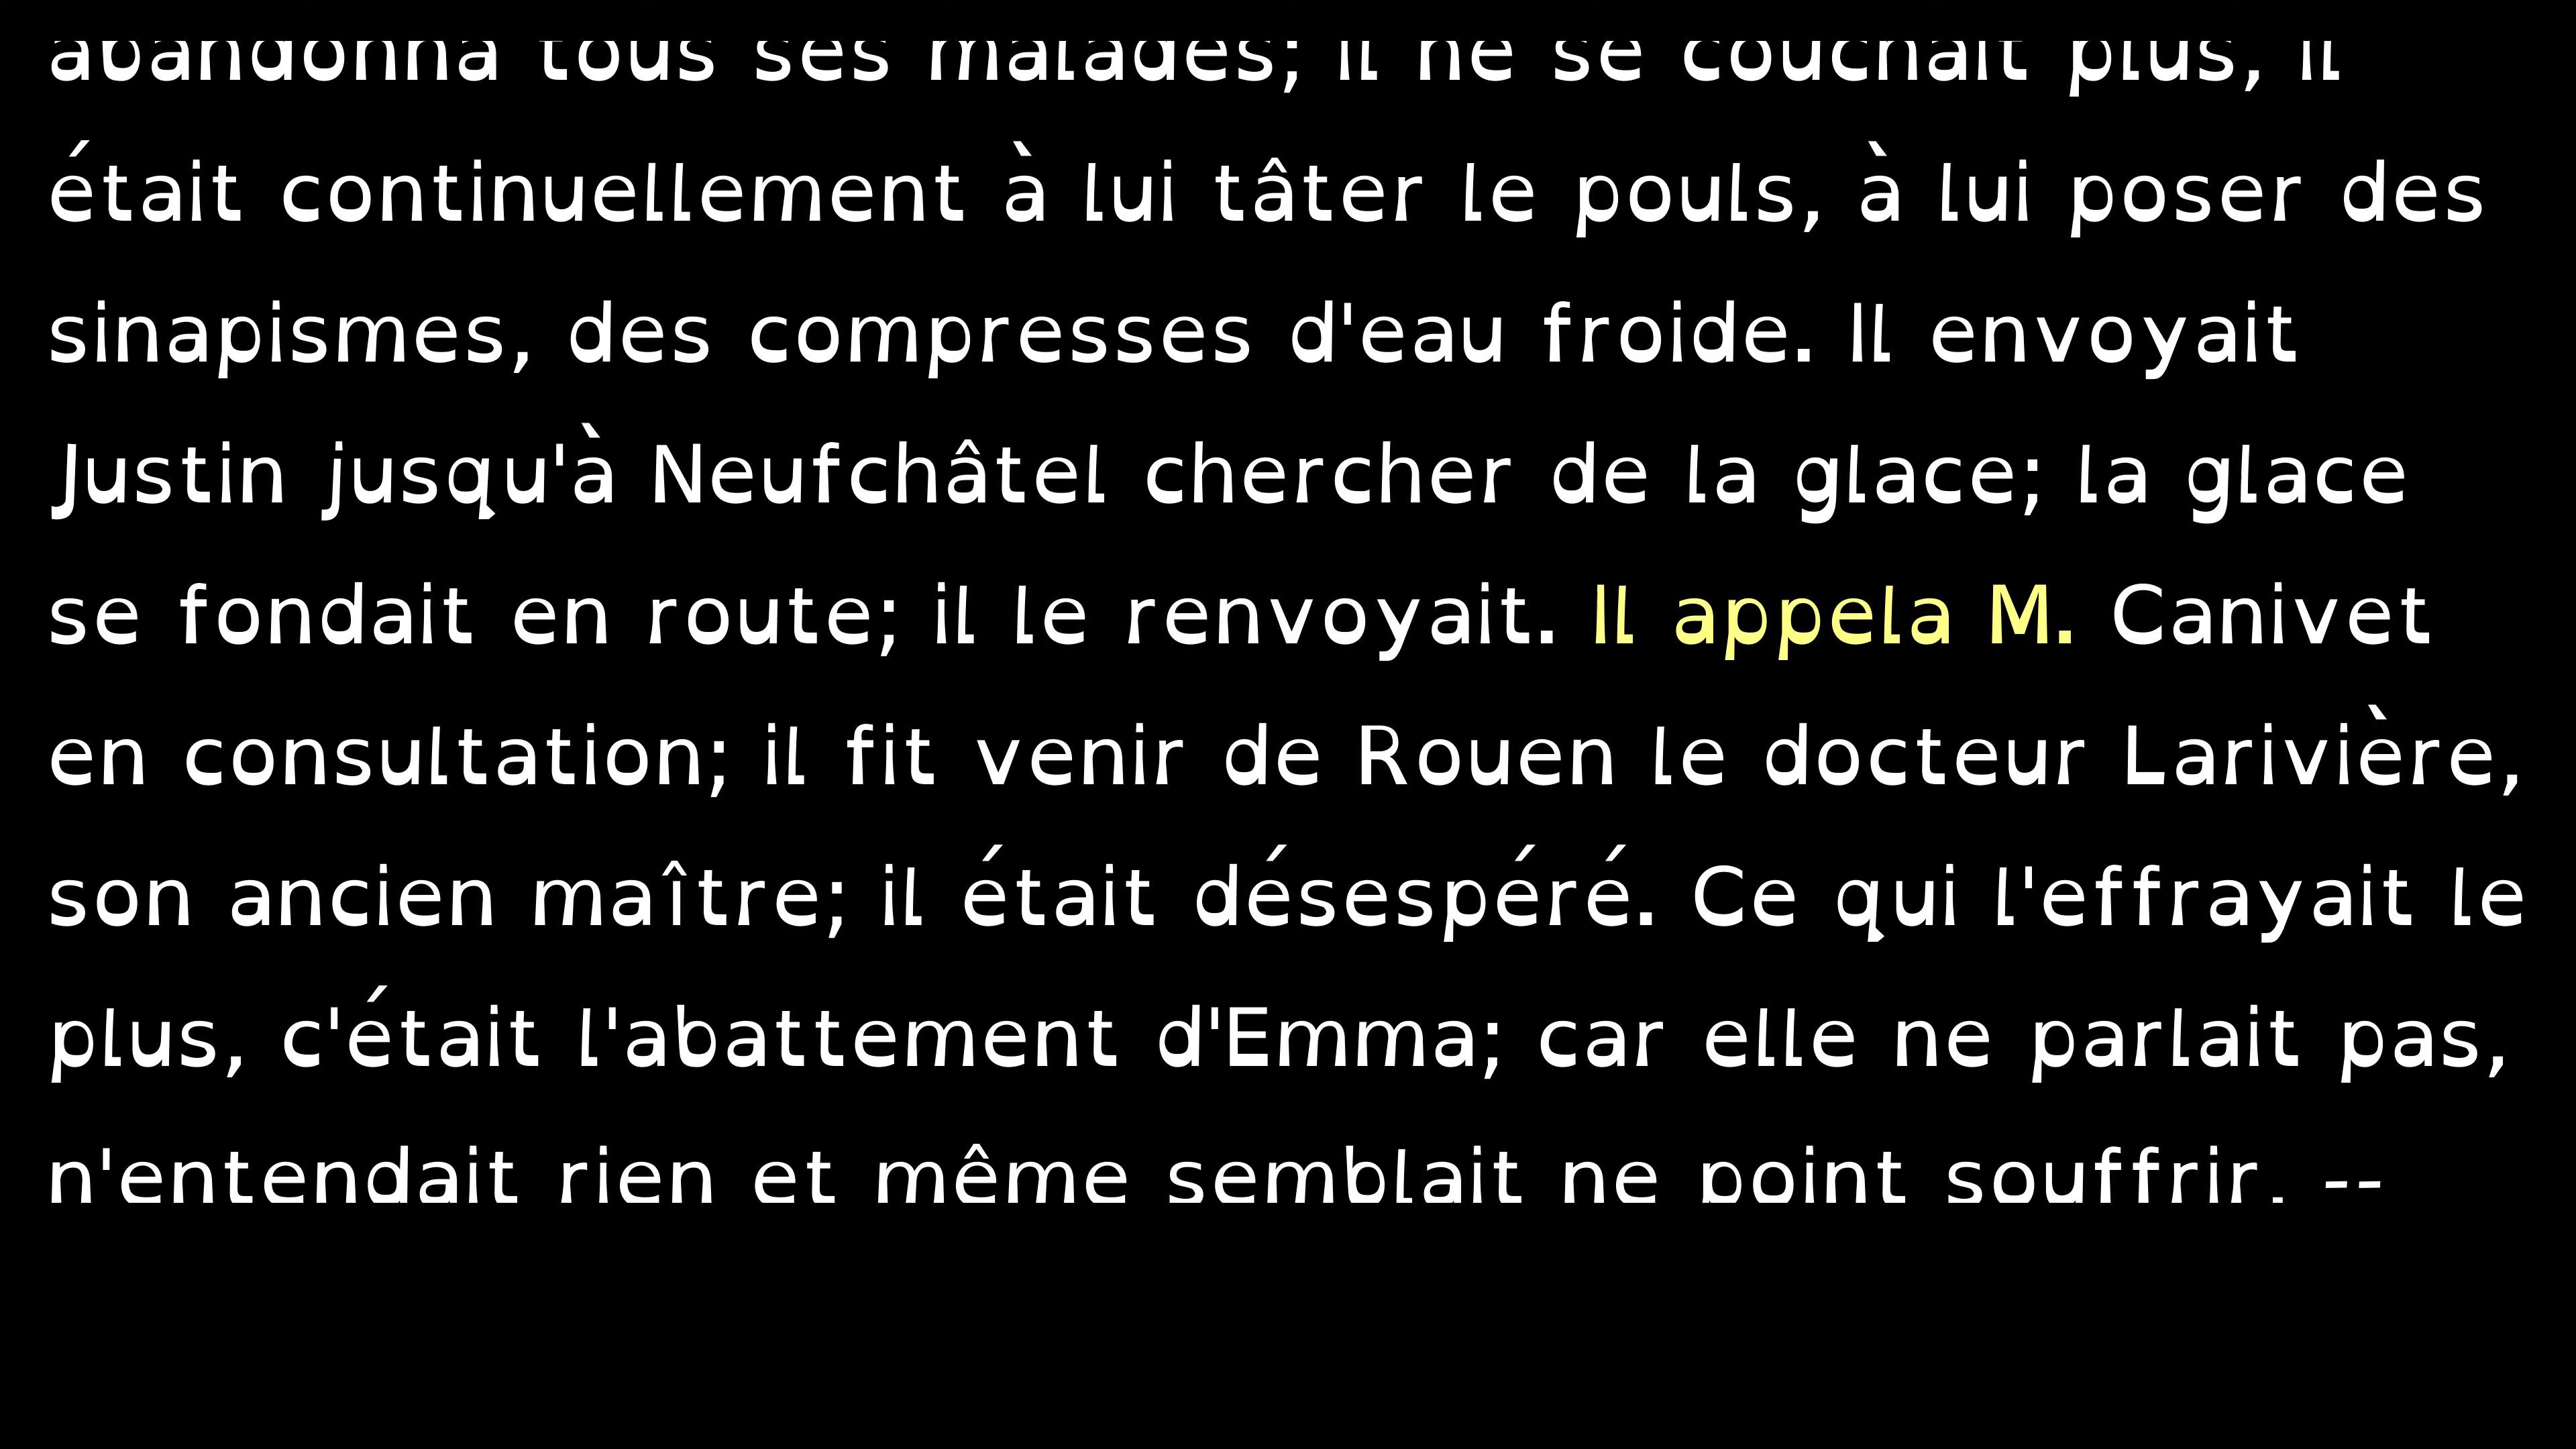 abandonna tous ses malades; il ne se couchait plus, il
était continuellement à lui tâter le pouls, à lui poser des
sinapismes, des compresses d'eau froide. Il envoyait
Justin jusqu'à Neufchâtel chercher de la glace; la glace
se fondait en route; il le renvoyait. Il appela M. Canivet
en consultation; il fit venir de Rouen le docteur Larivière,
son ancien maître; il était désespéré. Ce qui l'effrayait le
plus, c'était l'abattement d'Emma; car elle ne parlait pas,
n'entendait rien et même semblait ne point souffrir. --